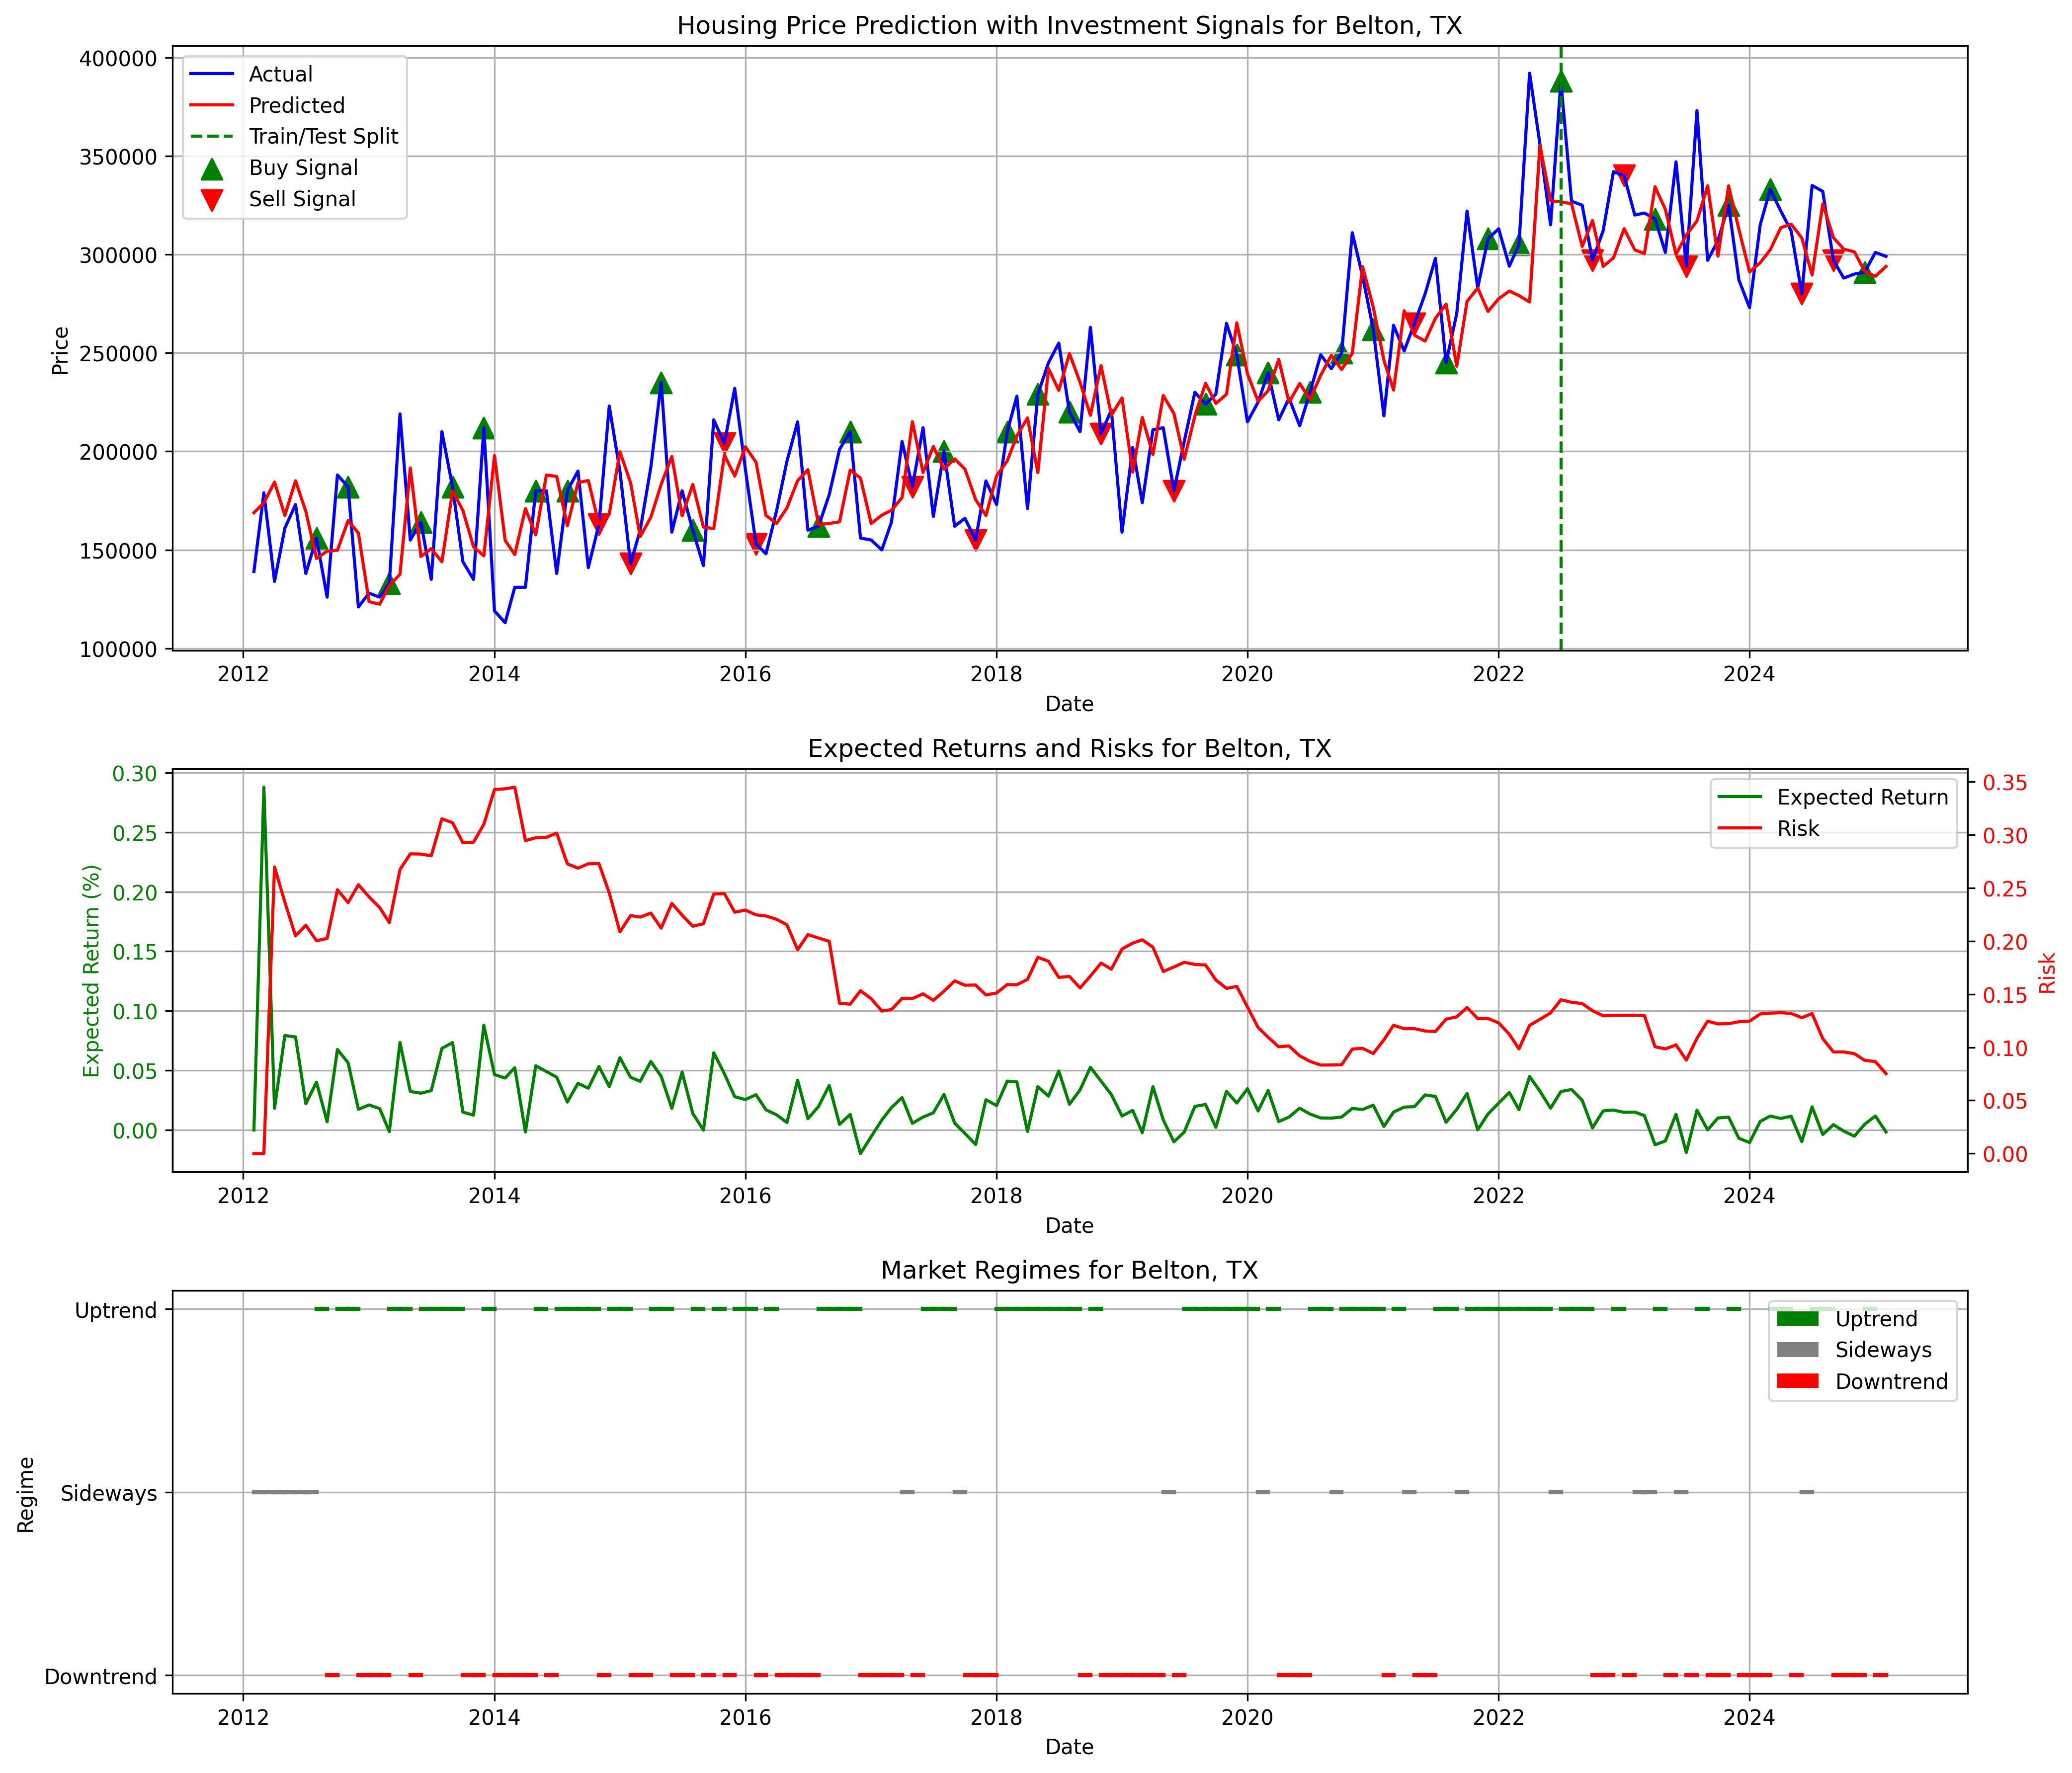 Housing Price Prediction with Investment Signals for Belton, TX
Actual
Predicted
Train/Test Split
Buy Signal
Sell Signal
Price
400000
350000
300000
250000
200000
150000
100000
2012 2014 2016 2018 2020 2022 2024
Date
Expected Returns and Risks for Belton, TX
Expected Return
Risk
Expected Return (%)
0.30
0.25
0.20
0.15
0.10
0.05
0.00
0.35
0.30
0.25
0.20
0.15
0.10
0.05
0.00
Risk
2012 2014 2016 2018 2020 2022 2024
Date
Market Regimes for Belton, TX
Uptrend
Sideways
Downtrend
Regime
Uptrend
Sideways
Downtrend
2012 2014 2016 2018 2020 2022 2024
Date